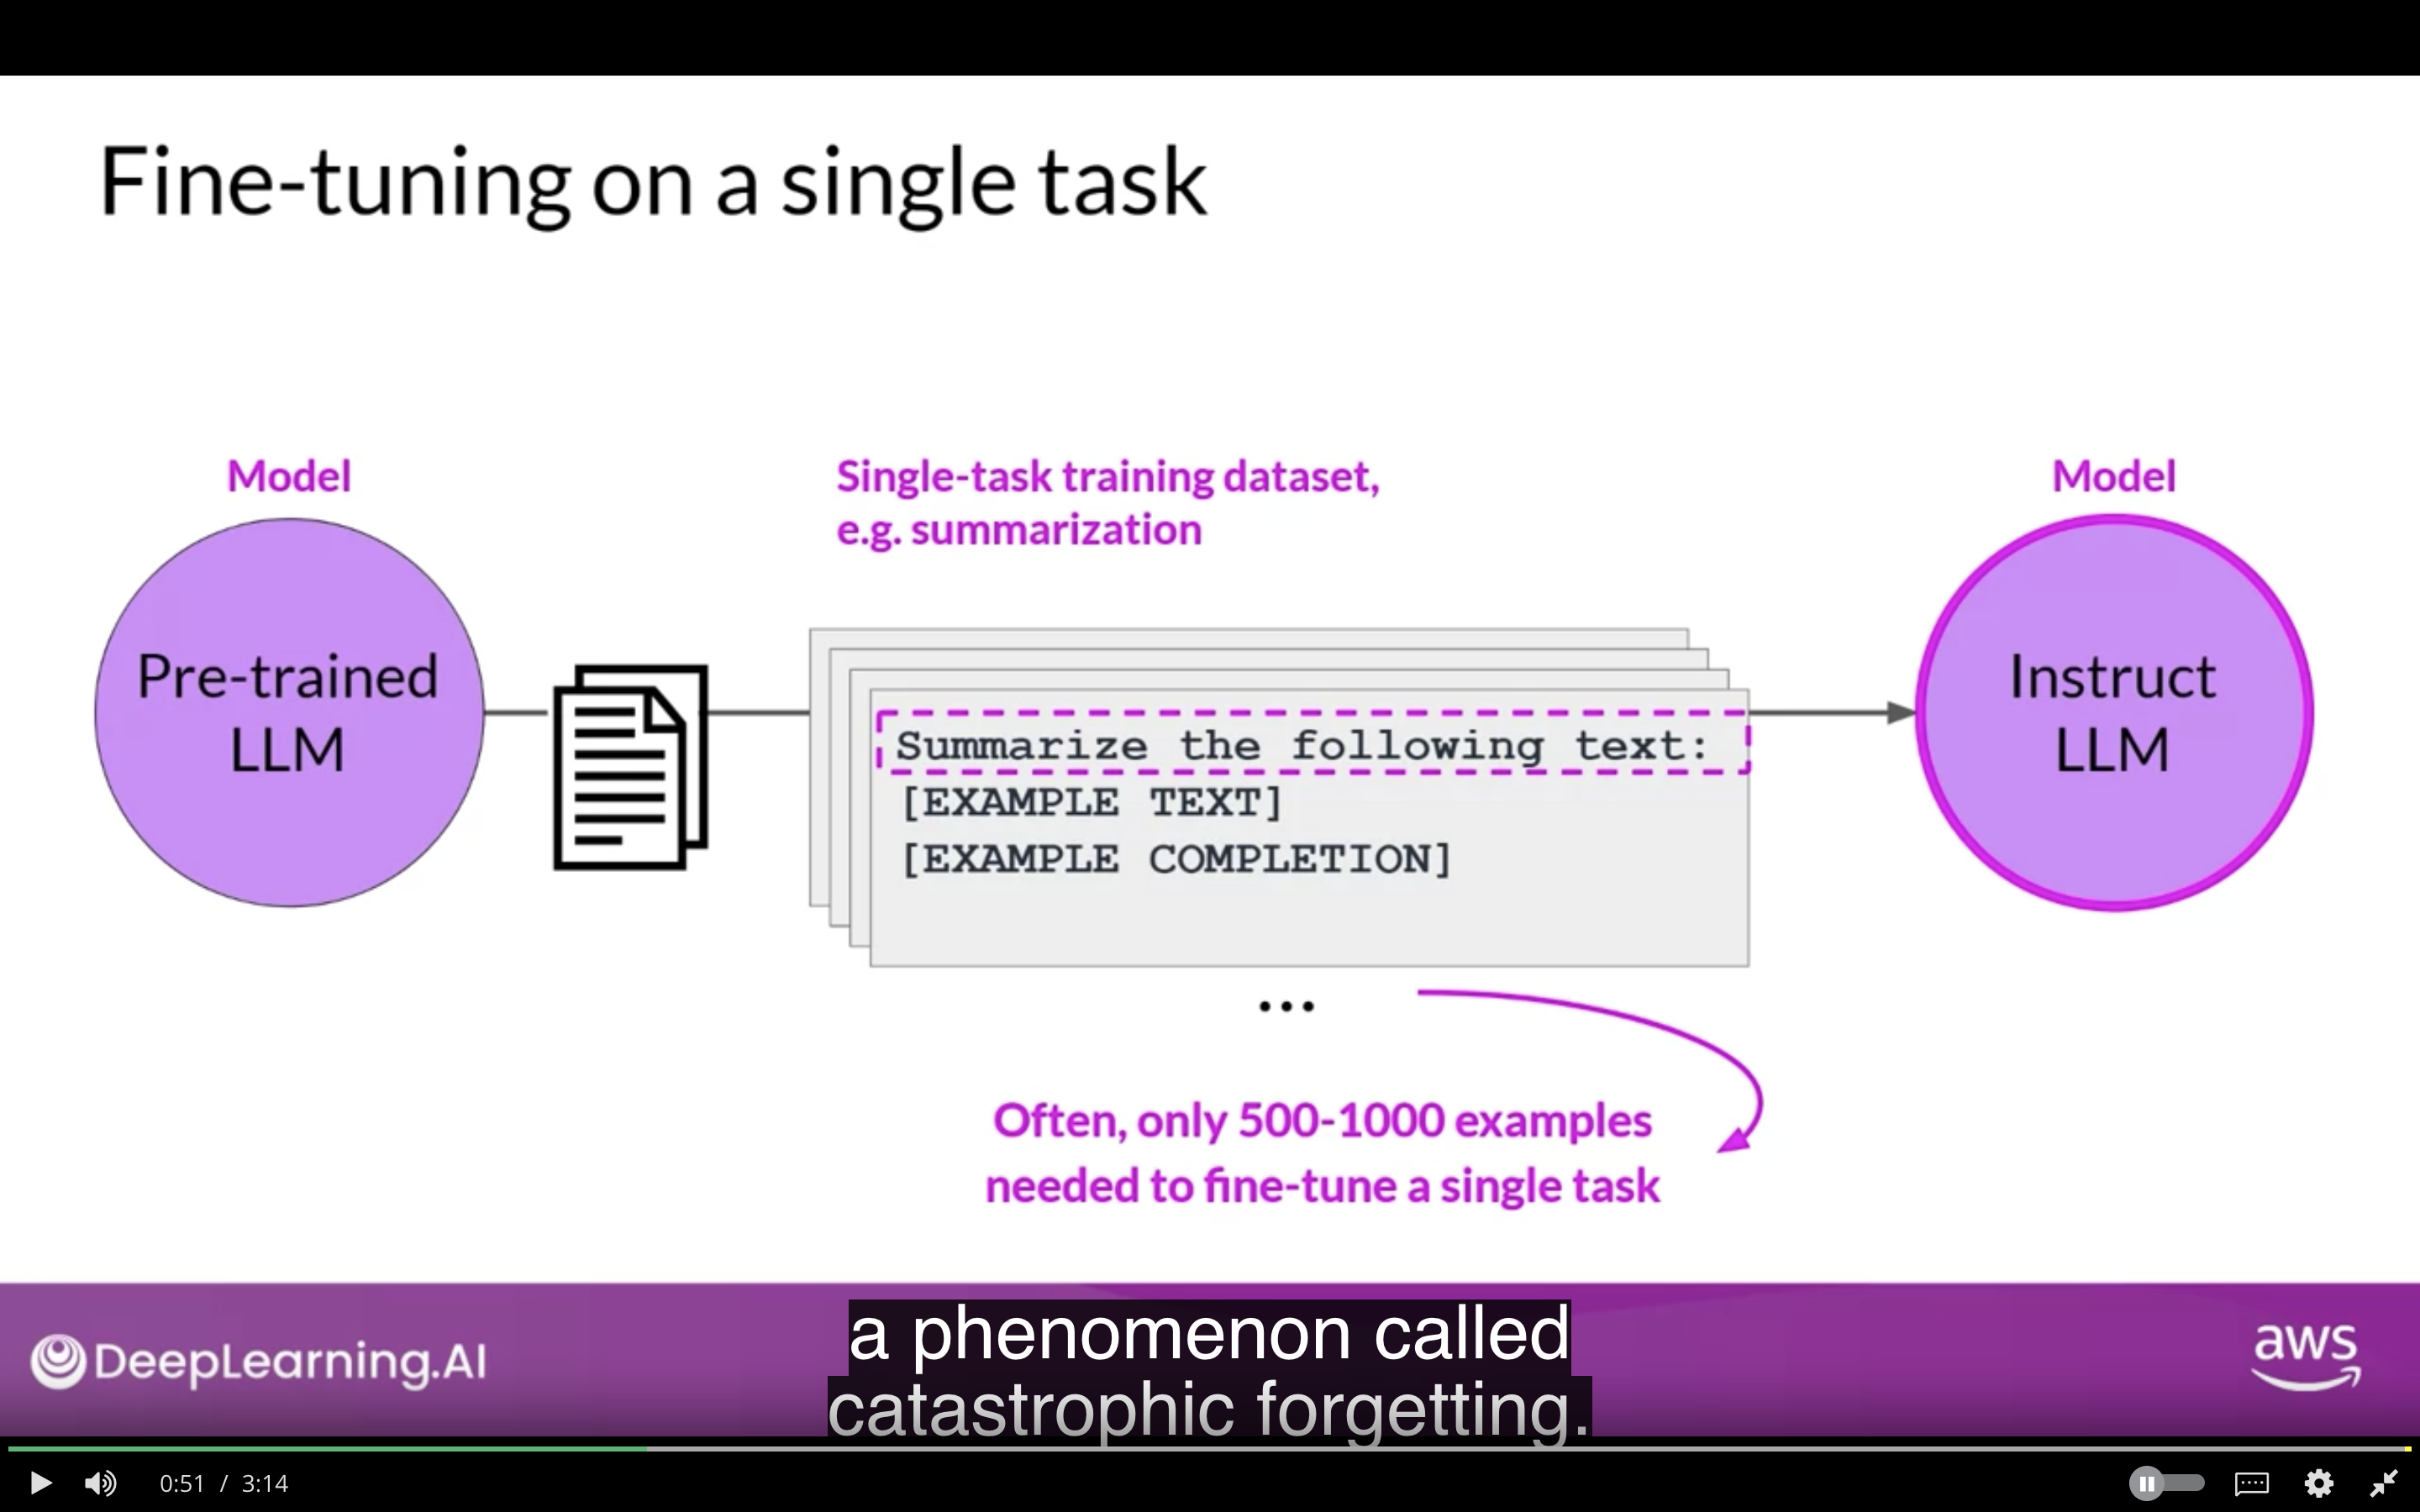 Fine-tuning on a single task
Model
Single-task training dataset,
e.g. summarization
Model
Pre-trained
LLM
Summarize the following text:
[EXAMPLE TEXT]
[EXAMPLE COMPLETION]
...
Instruct
LLM
Often, only 500-1000 examples
needed to fine-tune a single task
DeepLearning.AI
a phenomenon called
catastrophic forgetting.
aws
0:51 / 3:14